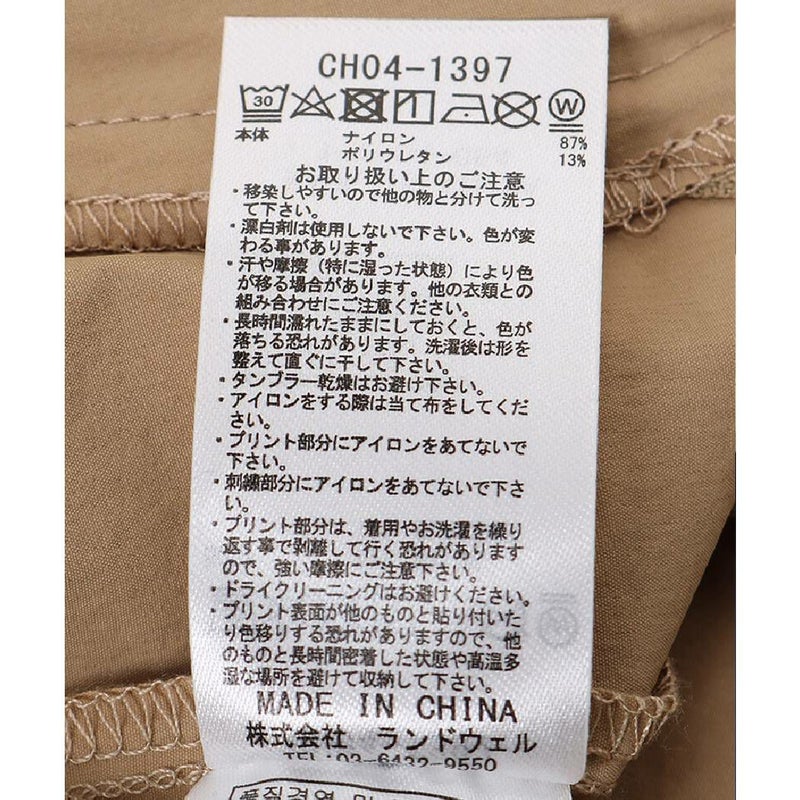 CH04-1397
30 W
本体 ナイロン 87%
ポリウレタン 13%
お取り扱い上のご注意
・移染しやすいので他の物と分けて洗っ
て下さい。
・漂白剤は使用しないで下さい。色が変
わる事があります。
・汗や摩擦（特に湿った状態）により色
が移る場合があります。他の衣類との
組み合わせにご注意ください。
・長時間濡れたままにしておくと、色が
落ちる恐れがあります。洗濯後は形を
整えて直ぐに干して下さい。
・タンブラー乾燥はお避け下さい。
・アイロンをする際は当て布をしてくだ
さい。
・プリント部分にアイロンをあてないで
下さい。
・刺繍部分にアイロンをあてないで下さ
い。
・プリント部分は、着用やお洗濯を繰り
返す事で剥離して行く恐れがあります
ので、強い摩擦にご注意下さい。
・ドライクリーニングはお避けください。
・プリント表面が他のものと貼り付いた
り色移りする恐れがありますので、他
のものと長時間密着した状態や高温多
湿な場所を避けて収納して下さい。
MADE IN CHINA
株式会社 ランドウェル
TEL:03-6432-9550
품질경영